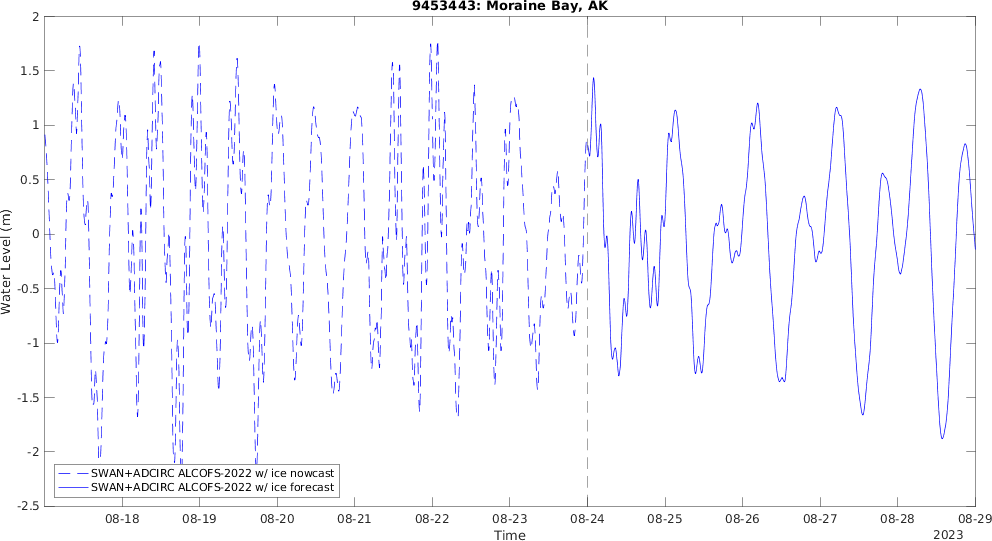 9453443: Moraine Bay, AK
Water Level (m)
2
1.5
1
0.5
0
-0.5
-1
-1.5
-2
-2.5
SWAN+ADCIRC ALCOFS-2022 w/ ice nowcast
SWAN+ADCIRC ALCOFS-2022 w/ ice forecast
08-18 08-19 08-20 08-21 08-22 08-23 08-24 08-25 08-26 08-27 08-28 08-29
Time
2023